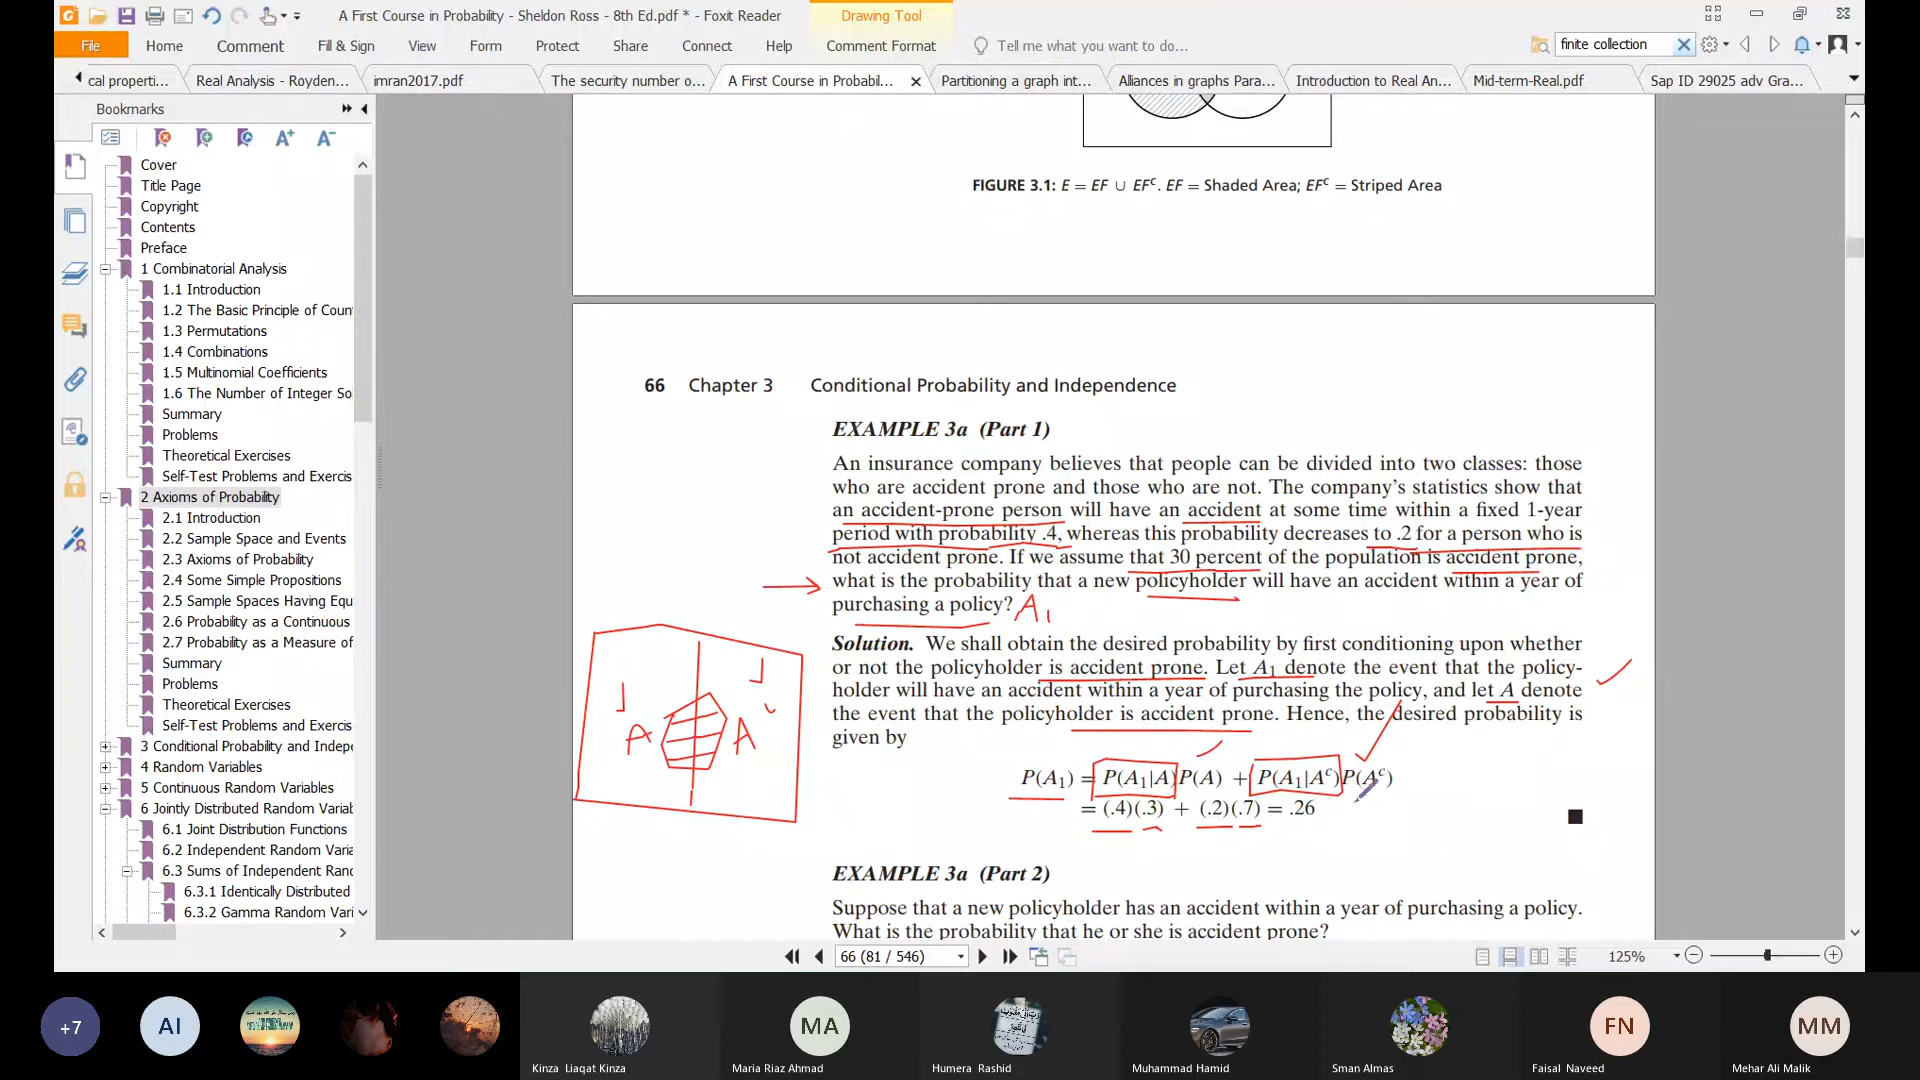 A First Course in Probability - Sheldon Ross - 8th Ed.pdf * - Foxit Reader
Drawing Tool
File Home Comment Fill & Sign View Form Protect Share Connect Help Comment Format Tell me what you want to do... finite collection
cal properti... Real Analysis - Royden... imran2017.pdf The security number o... A First Course in Probabil... Partitioning a graph int... Alliances in graphs Para... Introduction to Real An... Mid-term-Real.pdf Sap ID 29025 adv Gra...
Bookmarks
Cover
Title Page
Copyright
Contents
Preface
1 Combinatorial Analysis
1.1 Introduction
1.2 The Basic Principle of Coun
1.3 Permutations
1.4 Combinations
1.5 Multinomial Coefficients
1.6 The Number of Integer So
Summary
Problems
Theoretical Exercises
Self-Test Problems and Exercis
2 Axioms of Probability
2.1 Introduction
2.2 Sample Space and Events
2.3 Axioms of Probability
2.4 Some Simple Propositions
2.5 Sample Spaces Having Equ
2.6 Probability as a Continuous
2.7 Probability as a Measure of
Summary
Problems
Theoretical Exercises
Self-Test Problems and Exercis
3 Conditional Probability and Indepe
4 Random Variables
5 Continuous Random Variables
6 Jointly Distributed Random Variab
6.1 Joint Distribution Functions
6.2 Independent Random Varia
6.3 Sums of Independent Rand
6.3.1 Identically Distributed
6.3.2 Gamma Random Vari
FIGURE 3.1: E = EF ∪ EFᶜ. EF = Shaded Area; EFᶜ = Striped Area
66 Chapter 3 Conditional Probability and Independence
EXAMPLE 3a (Part 1)
An insurance company believes that people can be divided into two classes: those
who are accident prone and those who are not. The company's statistics show that
an accident-prone person will have an accident at some time within a fixed 1-year
period with probability .4, whereas this probability decreases to .2 for a person who is
not accident prone. If we assume that 30 percent of the population is accident prone,
what is the probability that a new policyholder will have an accident within a year of
purchasing a policy? A₁
Solution. We shall obtain the desired probability by first conditioning upon whether
or not the policyholder is accident prone. Let A₁ denote the event that the policy-
holder will have an accident within a year of purchasing the policy, and let A denote
the event that the policyholder is accident prone. Hence, the desired probability is
given by
A Aᶜ
P(A₁) = P(A₁|A)P(A) + P(A₁|Aᶜ)P(Aᶜ)
= (.4)(.3) + (.2)(.7) = .26
EXAMPLE 3a (Part 2)
Suppose that a new policyholder has an accident within a year of purchasing a policy.
What is the probability that he or she is accident prone?
66 (81 / 546) 125%
+7 AI MA FN MM
Kinza Liaqat Kinza Maria Riaz Ahmad Humera Rashid Muhammad Hamid Sman Almas Faisal Naveed Mehar Ali Malik